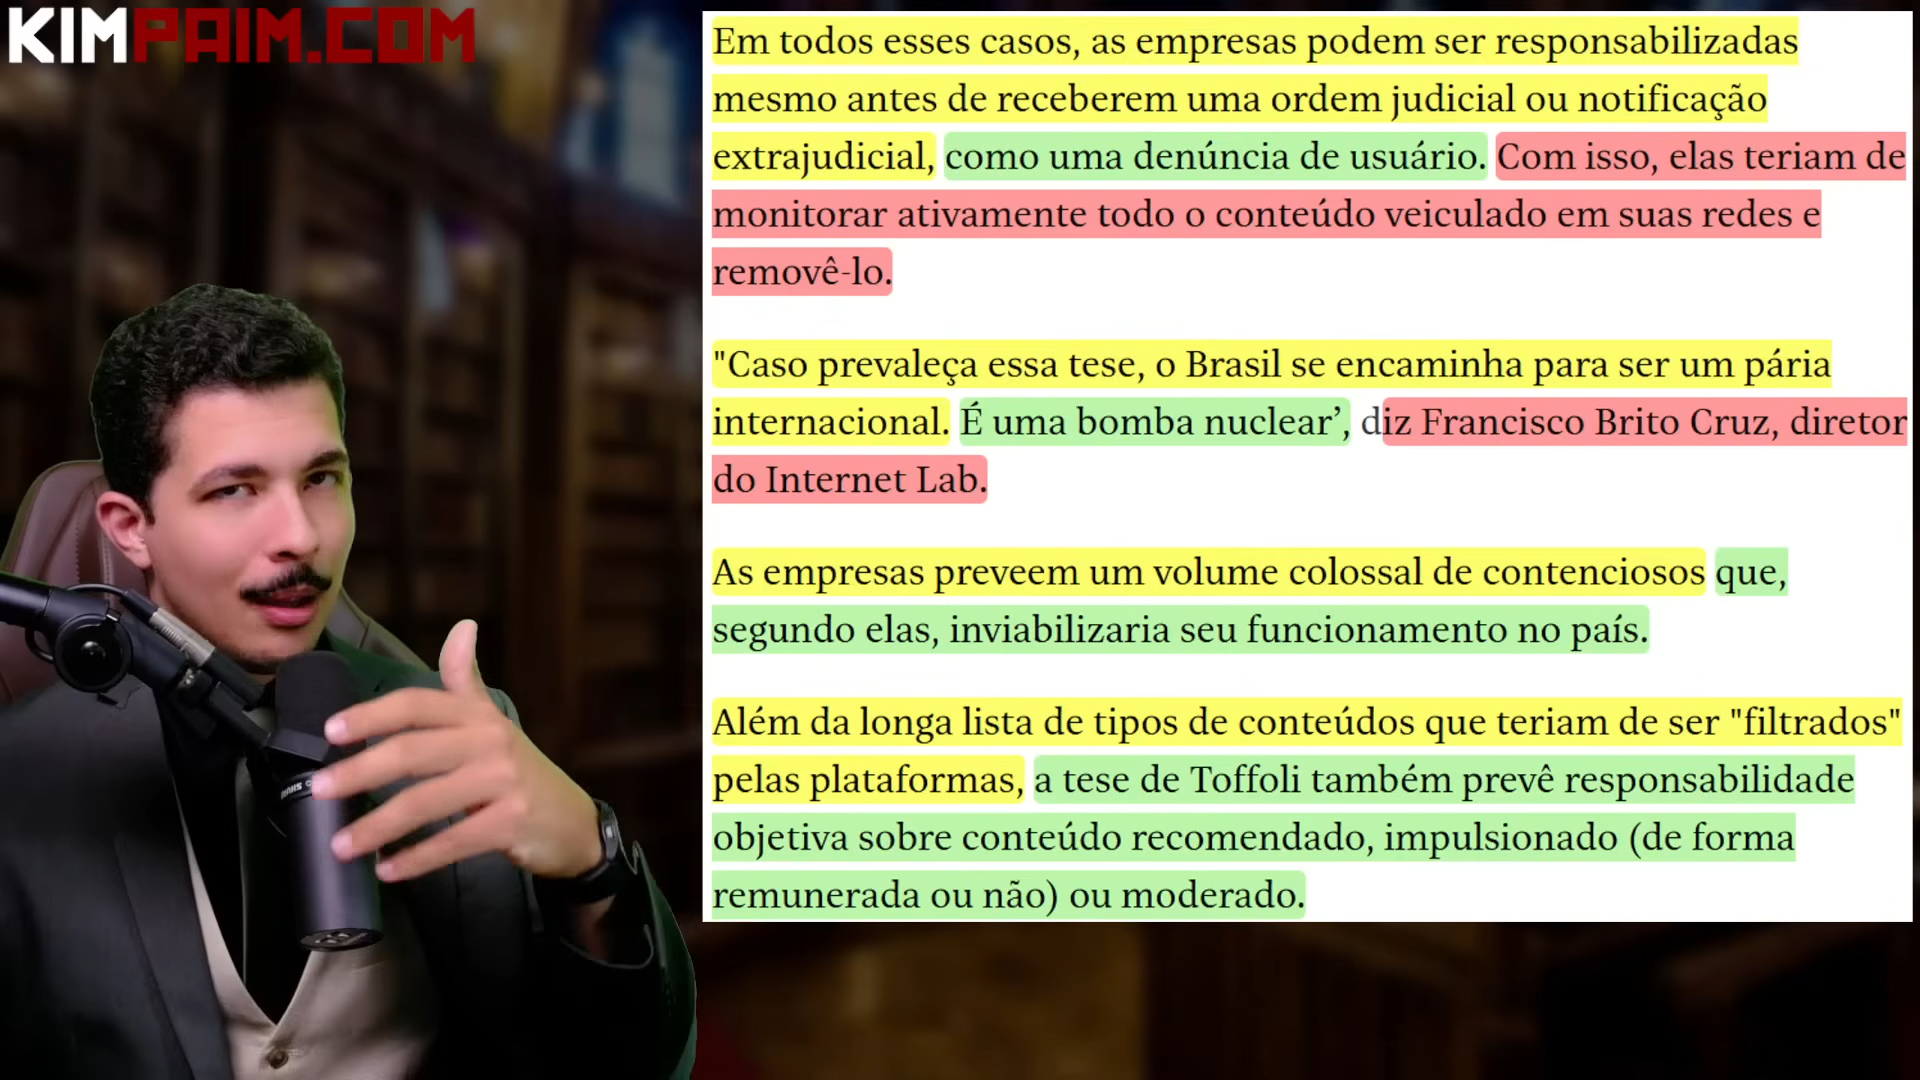 KIMPAIM.COM
Em todos esses casos, as empresas podem ser responsabilizadas
mesmo antes de receberem uma ordem judicial ou notificação
extrajudicial, como uma denúncia de usuário. Com isso, elas teriam de
monitorar ativamente todo o conteúdo veiculado em suas redes e
removê-lo.
"Caso prevaleça essa tese, o Brasil se encaminha para ser um pária
internacional. É uma bomba nuclear’, diz Francisco Brito Cruz, diretor
do Internet Lab.
As empresas preveem um volume colossal de contenciosos que,
segundo elas, inviabilizaria seu funcionamento no país.
Além da longa lista de tipos de conteúdos que teriam de ser "filtrados"
pelas plataformas, a tese de Toffoli também prevê responsabilidade
objetiva sobre conteúdo recomendado, impulsionado (de forma
remunerada ou não) ou moderado.